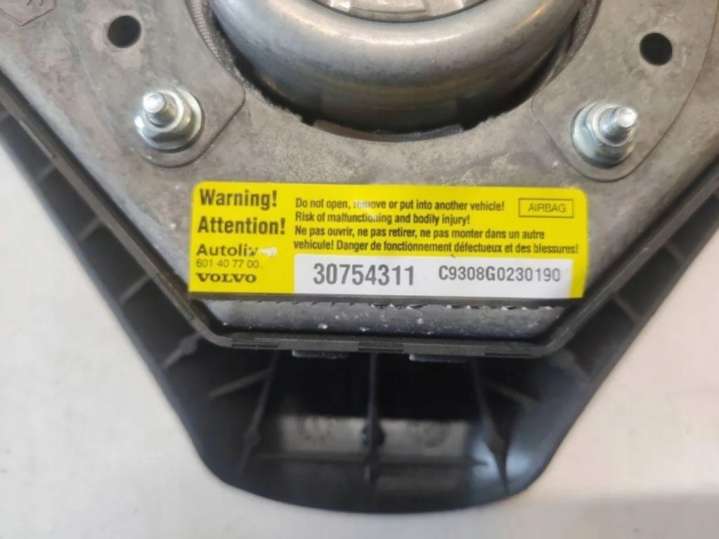 Warning!
Attention!
Do not open, remove or put into another vehicle!
Risk of malfunctioning and bodily injury!
Ne pas ouvrir, ne pas retirer, ne pas monter dans un autre
vehicule! Danger de fonctionnement défectueux et des blessures!
AIRBAG
Autoliv
601 40 77 00
VOLVO
30754311
C9308G0230190